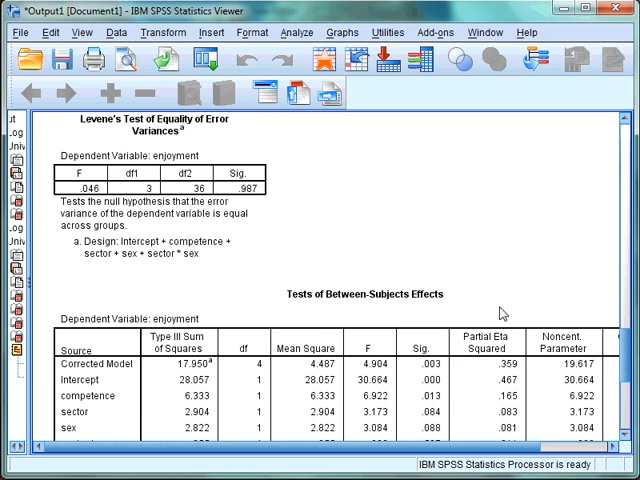 *Output1 [Document1] - IBM SPSS Statistics Viewer
File Edit View Data Transform Insert Format Analyze Graphs Utilities Add-ons Window Help
Log
Univ
Log
Univ
Levene's Test of Equality of Error
Variances a
Dependent Variable: enjoyment
F df1 df2 Sig.
.046 3 36 .987
Tests the null hypothesis that the error
variance of the dependent variable is equal
across groups.
a. Design: Intercept + competence +
sector + sex + sector * sex
Tests of Between-Subjects Effects
Dependent Variable: enjoyment
Source Type III Sum of Squares df Mean Square F Sig. Partial Eta Squared Noncent. Parameter
Corrected Model 17.950a 4 4.487 4.904 .003 .359 19.617
Intercept 28.057 1 28.057 30.664 .000 .467 30.664
competence 6.333 1 6.333 6.922 .013 .165 6.922
sector 2.904 1 2.904 3.173 .084 .083 3.173
sex 2.822 1 2.822 3.084 .088 .081 3.084
IBM SPSS Statistics Processor is ready